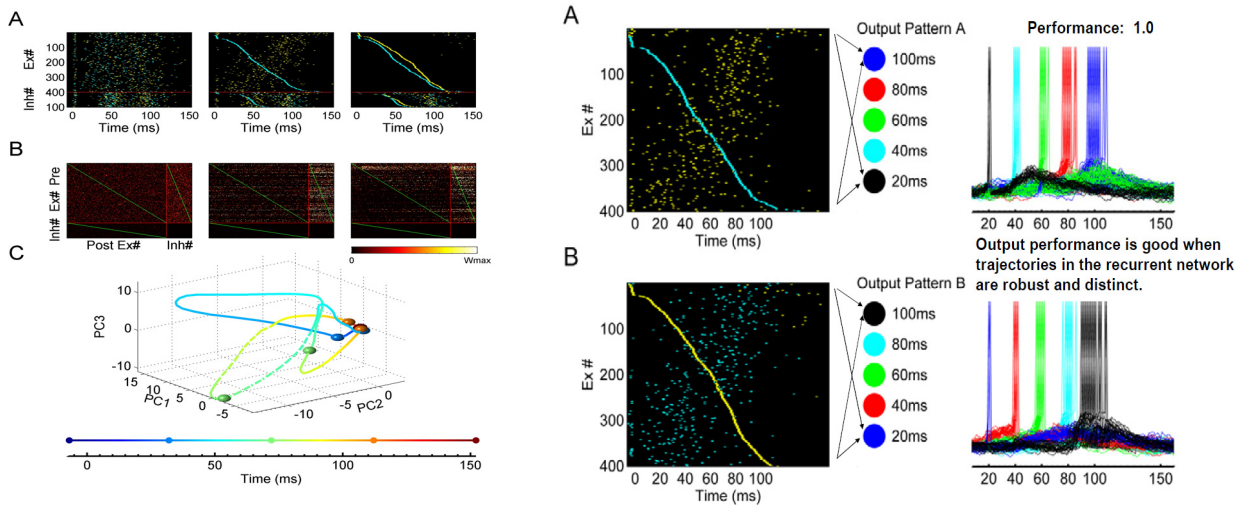 A
Ex#
Inh#
100
200
300
400
100
0 50 100 150
0 50 100 150
0 50 100 150
Time (ms)
Time (ms)
Time (ms)
B
Inh# Ex# Pre
Post Ex# Inh#
0 Wmax
C
PC3
10
0
-10
15
10
5
0
-5
PC1
-10
-5
0
PC2
0 50 100 150
Time (ms)
A
Ex #
0
100
200
300
400
0 20 40 60 80 100
Time (ms)
Output Pattern A
100ms
80ms
60ms
40ms
20ms
Performance: 1.0
20 40 60 80 100 150
Output performance is good when
trajectories in the recurrent network
are robust and distinct.
B
Ex #
0
100
200
300
400
0 20 40 60 80 100
Time (ms)
Output Pattern B
100ms
80ms
60ms
40ms
20ms
20 40 60 80 100 150